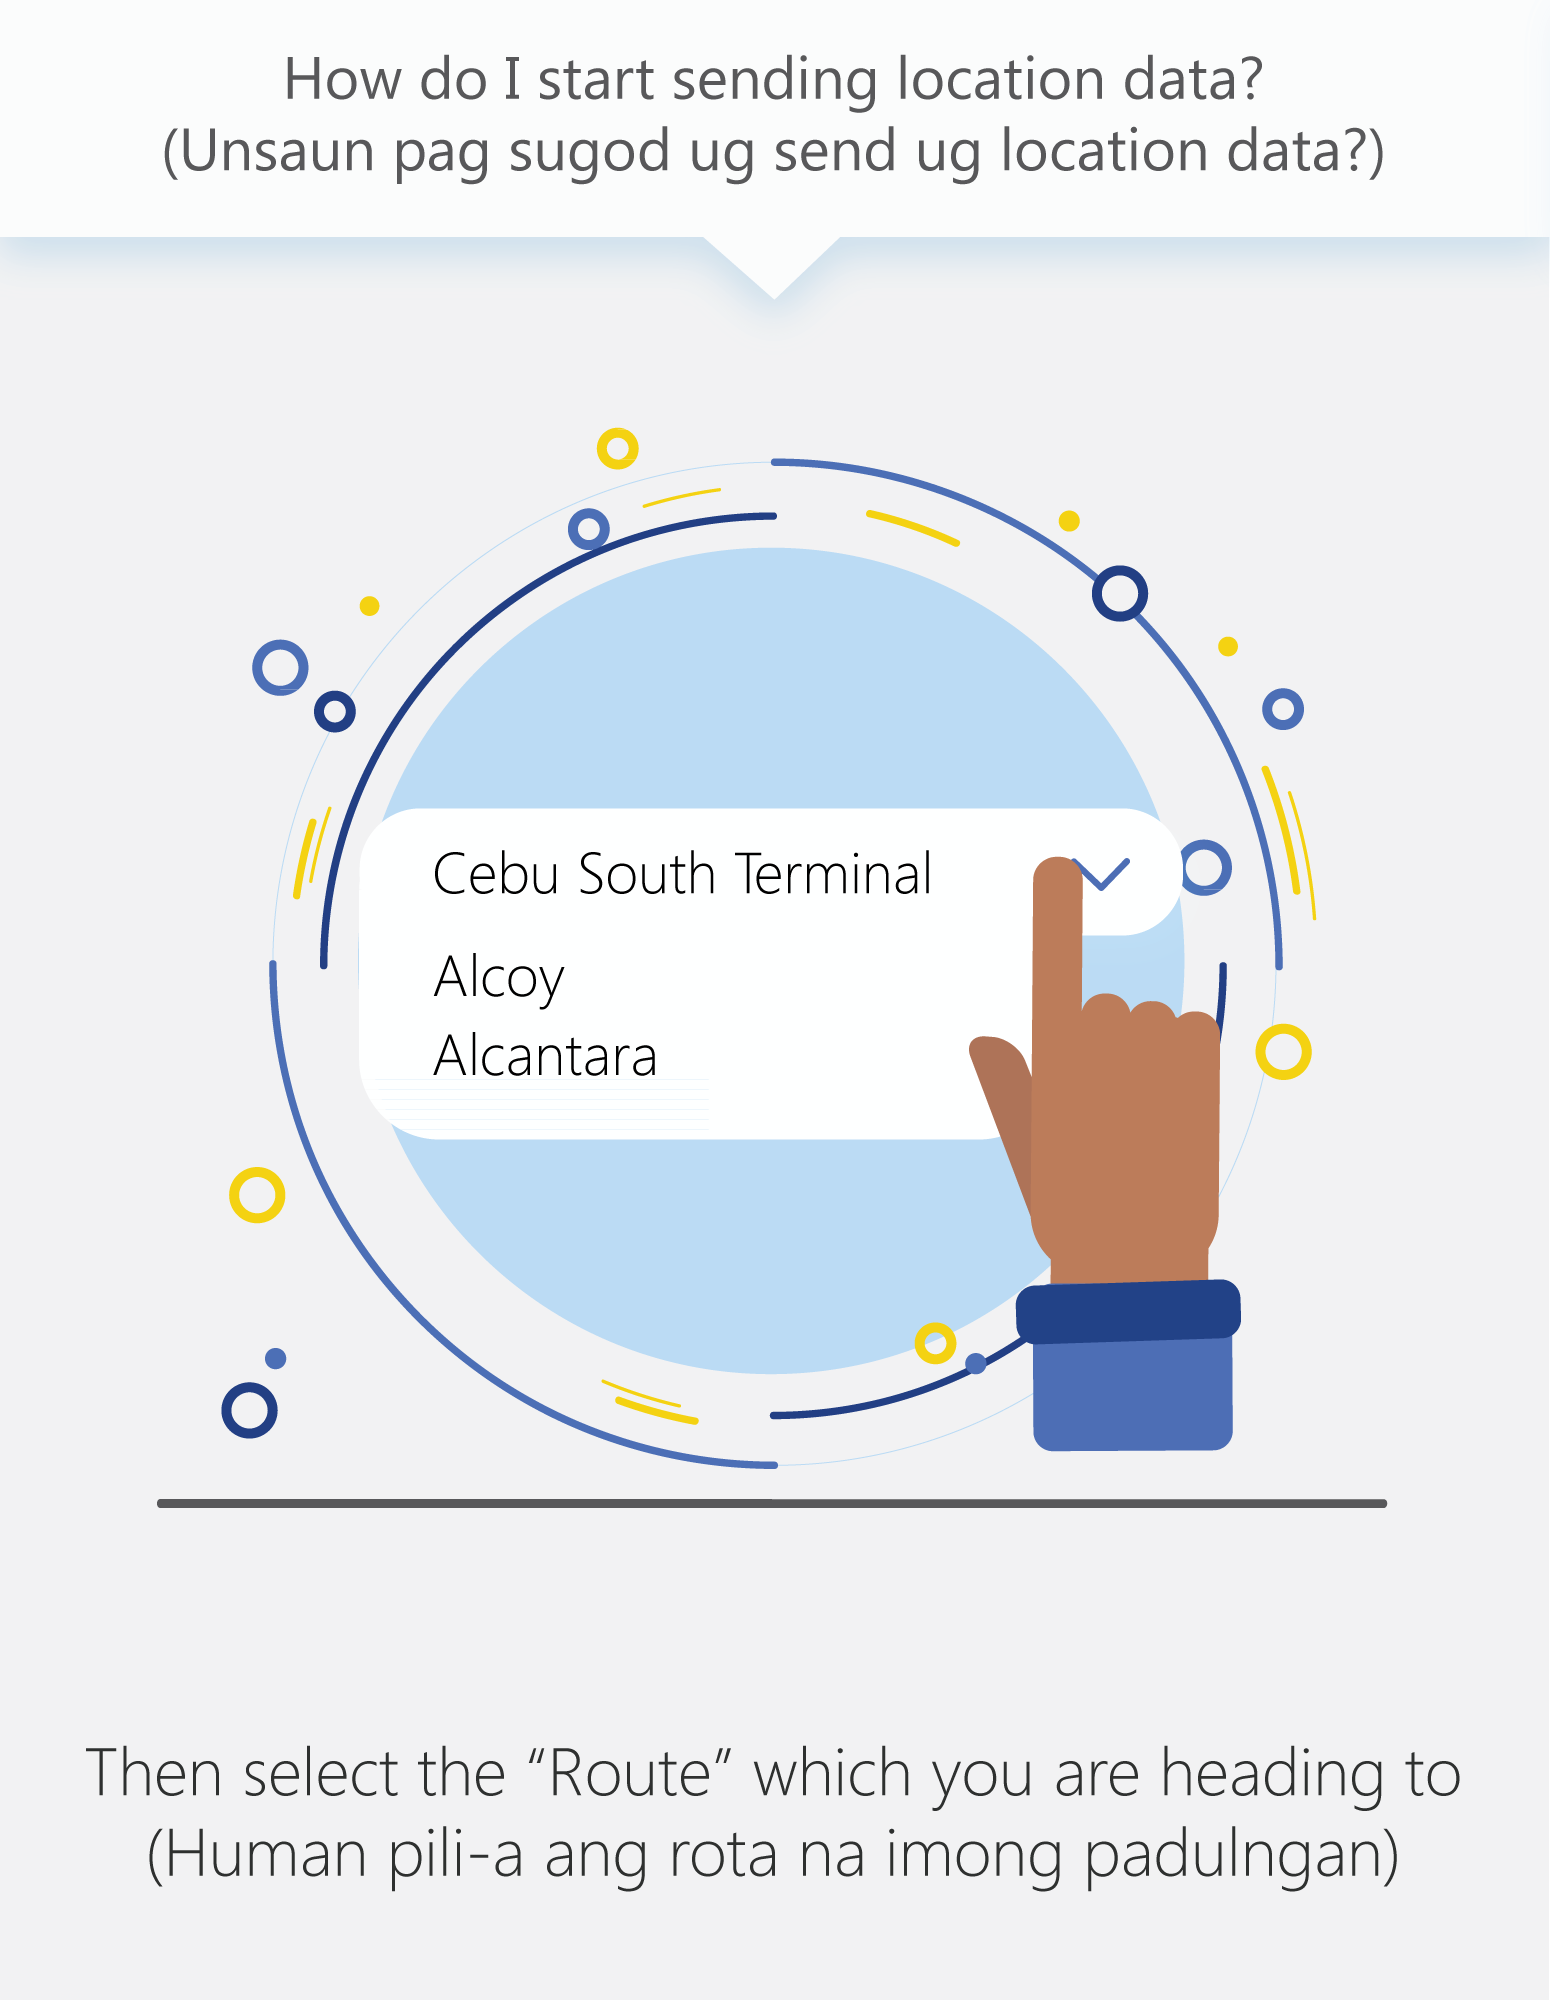 How do I start sending location data?
(Unsaun pag sugod ug send ug location data?)
Cebu South Terminal
Alcoy
Alcantara
Then select the “Route” which you are heading to
(Human pili-a ang rota na imong padulngan)